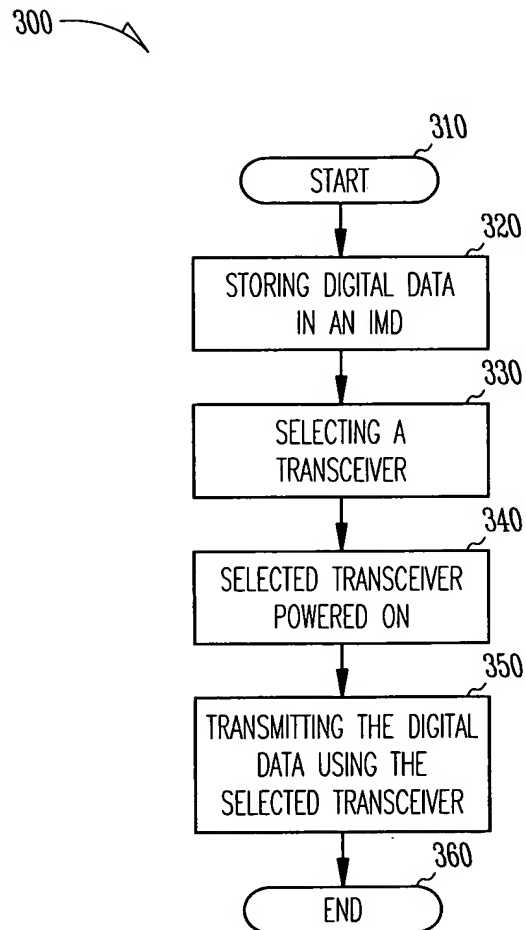 300
310
START
320
STORING DIGITAL DATA
IN AN IMD
330
SELECTING A
TRANSCEIVER
340
SELECTED TRANSCEIVER
POWERED ON
350
TRANSMITTING THE DIGITAL
DATA USING THE
SELECTED TRANSCEIVER
360
END